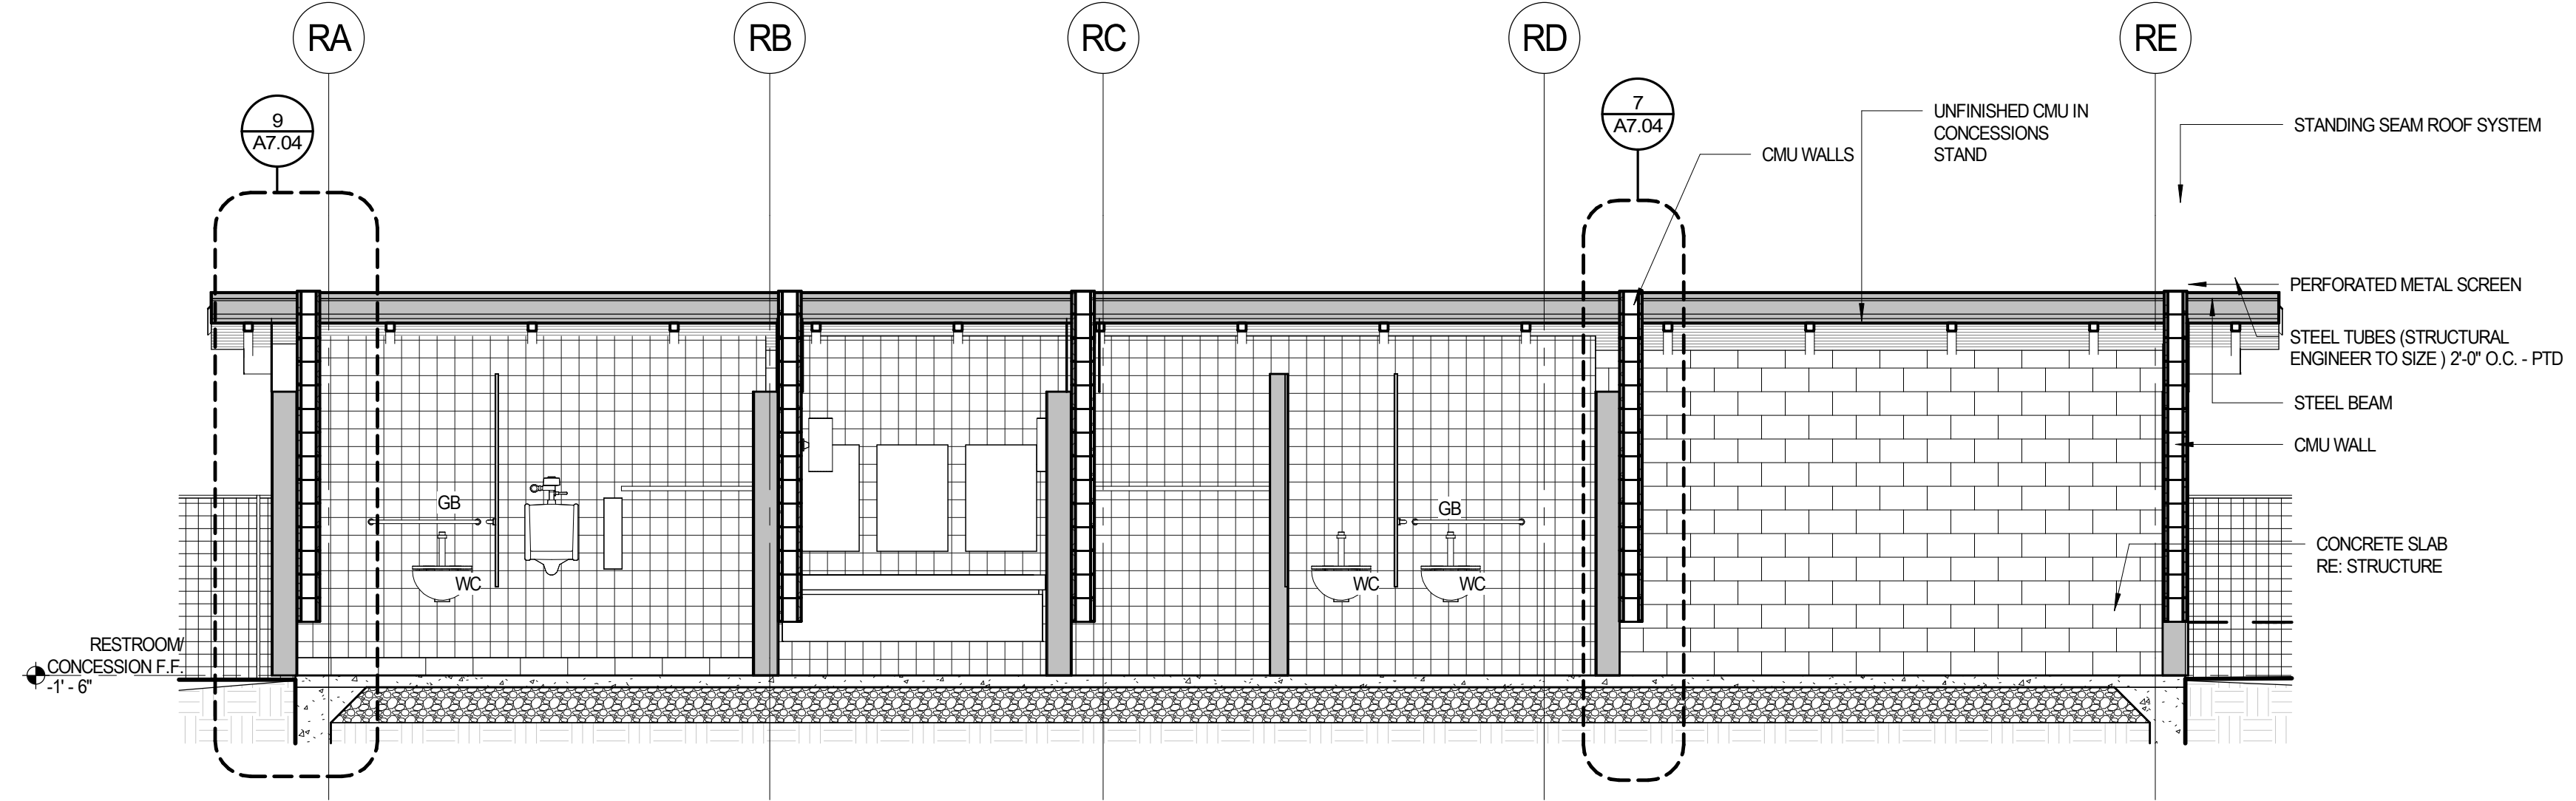 RA
RB
RC
RD
RE
9
A7.04
7
A7.04
UNFINISHED CMU IN
CONCESSIONS
STAND
CMU WALLS
STANDING SEAM ROOF SYSTEM
PERFORATED METAL SCREEN
STEEL TUBES (STRUCTURAL
ENGINEER TO SIZE ) 2'-0" O.C. - PTD
STEEL BEAM
CMU WALL
CONCRETE SLAB
RE: STRUCTURE
GB
WC
GB
WC
WC
RESTROOM/
CONCESSION F.F.
-1' - 6"